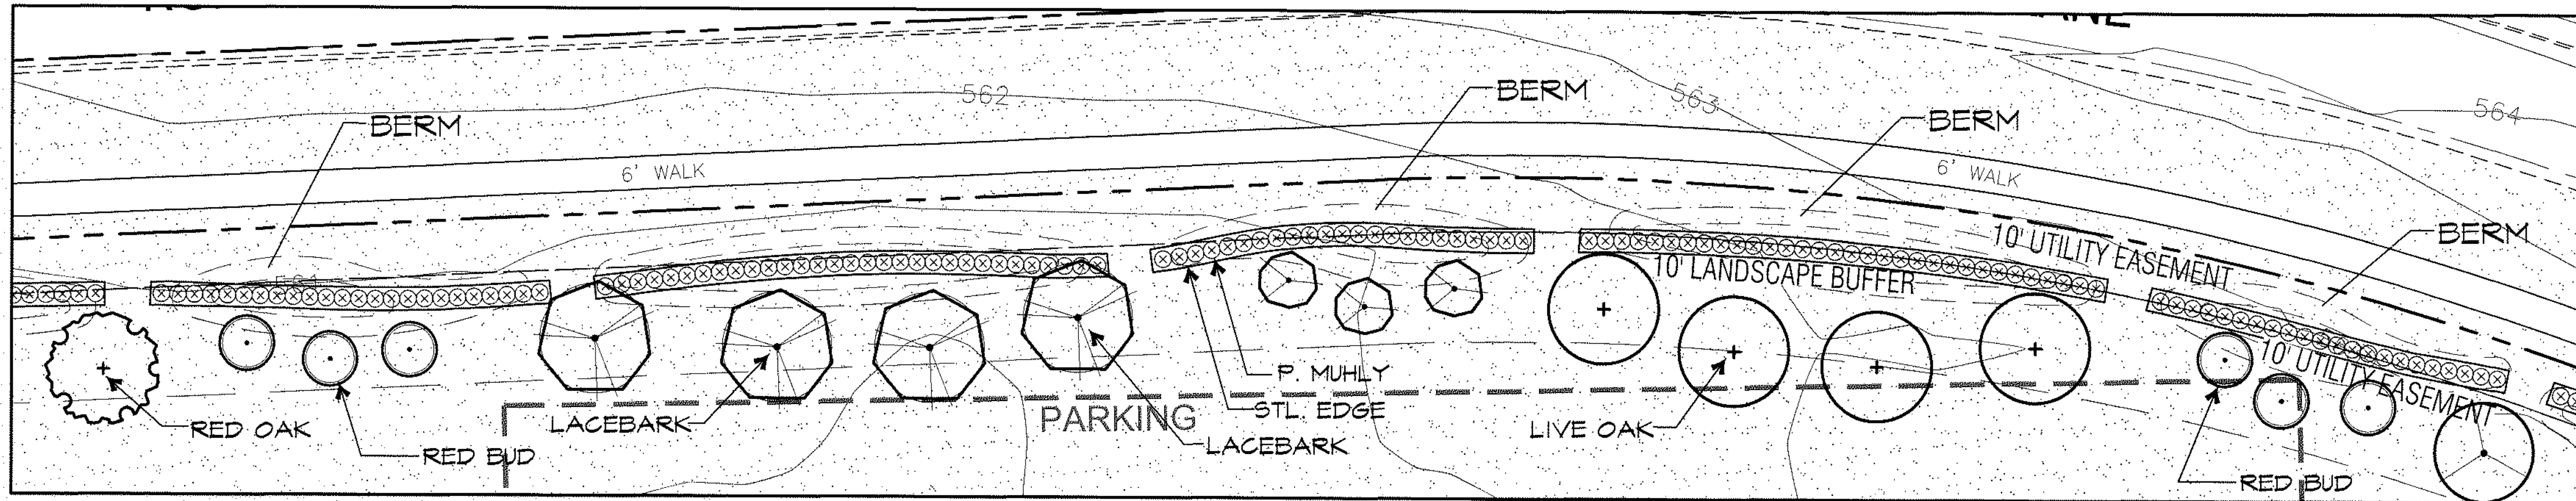 562
563
564
BERM
BERM
BERM
BERM
6' WALK
6' WALK
10' UTILITY EASEMENT
10' LANDSCAPE BUFFER
10' UTILITY EASEMENT
P. MUHLY
STL. EDGE
PARKING
LACEBARK
LACEBARK
RED OAK
RED BUD
LIVE OAK
RED BUD